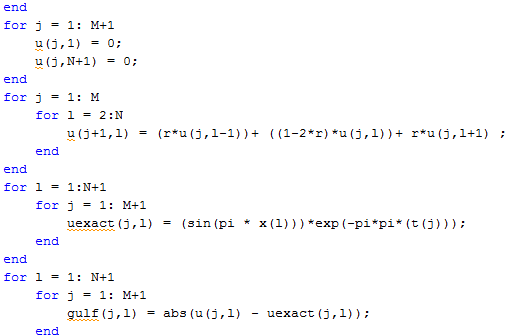 end
for j = 1: M+1
    u(j,1) = 0;
    u(j,N+1) = 0;
end
for j = 1: M
    for l = 2:N
        u(j+1,l) = (r*u(j,l-1))+ ((1-2*r)*u(j,l))+ r*u(j,l+1) ;
    end
end
for l = 1:N+1
    for j = 1: M+1
        uexact(j,l) = (sin(pi * x(l)))*exp(-pi*pi*(t(j)));
    end
end
for l = 1: N+1
    for j = 1: M+1
        gulf(j,l) = abs(u(j,l) - uexact(j,l));
    end